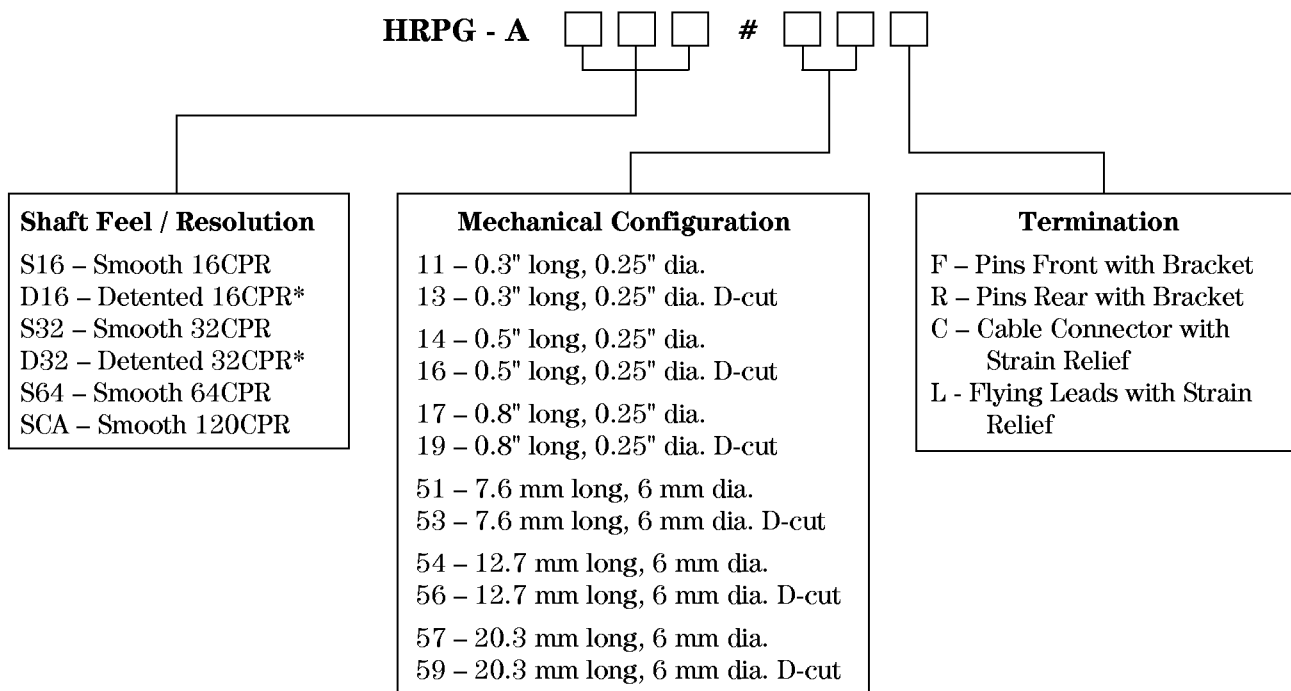 HRPG - A #
Shaft Feel / Resolution
S16 – Smooth 16CPR
D16 – Detented 16CPR*
S32 – Smooth 32CPR
D32 – Detented 32CPR*
S64 – Smooth 64CPR
SCA – Smooth 120CPR
Mechanical Configuration
11 – 0.3" long, 0.25" dia.
13 – 0.3" long, 0.25" dia. D-cut
14 – 0.5" long, 0.25" dia.
16 – 0.5" long, 0.25" dia. D-cut
17 – 0.8" long, 0.25" dia.
19 – 0.8" long, 0.25" dia. D-cut
51 – 7.6 mm long, 6 mm dia.
53 – 7.6 mm long, 6 mm dia. D-cut
54 – 12.7 mm long, 6 mm dia.
56 – 12.7 mm long, 6 mm dia. D-cut
57 – 20.3 mm long, 6 mm dia.
59 – 20.3 mm long, 6 mm dia. D-cut
Termination
F – Pins Front with Bracket
R – Pins Rear with Bracket
C – Cable Connector with
Strain Relief
L - Flying Leads with Strain
Relief